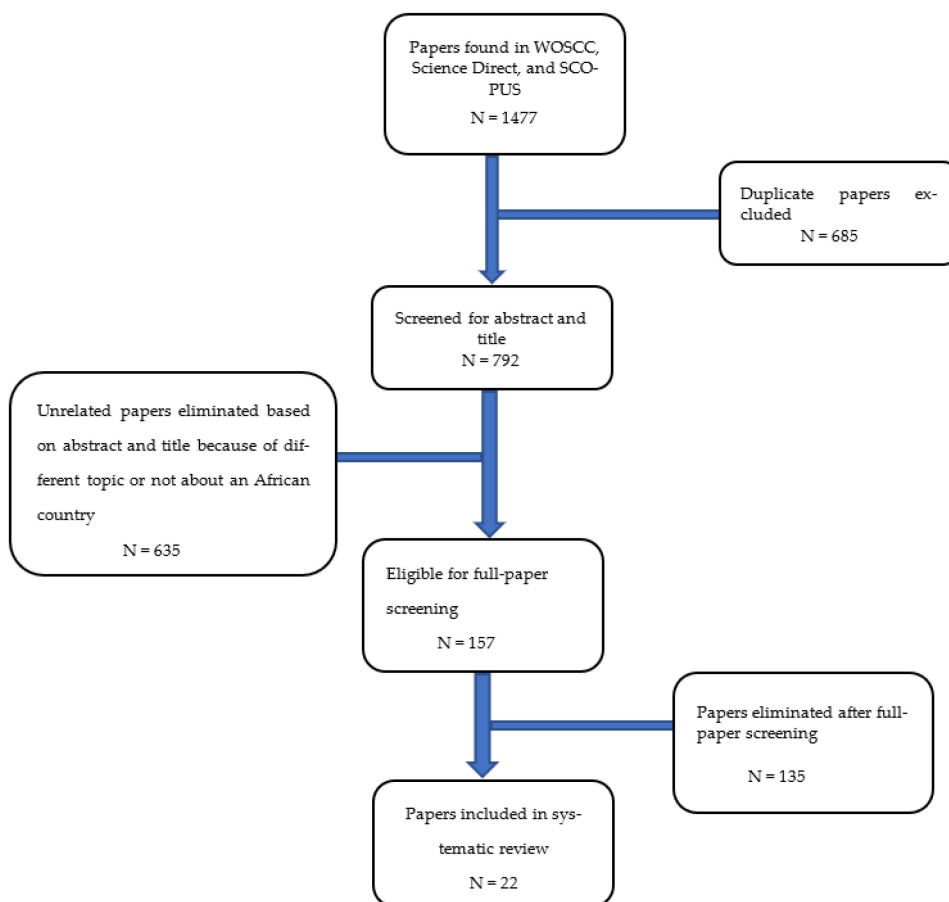 Papers found in WOSCC,
Science Direct, and SCO-
PUS
N = 1477
Duplicate papers ex-
cluded
N = 685
Screened for abstract and
title
N = 792
Unrelated papers eliminated based
on abstract and title because of dif-
ferent topic or not about an African
country
N = 635
Eligible for full-paper
screening
N = 157
Papers eliminated after full-
paper screening
N = 135
Papers included in sys-
tematic review
N = 22